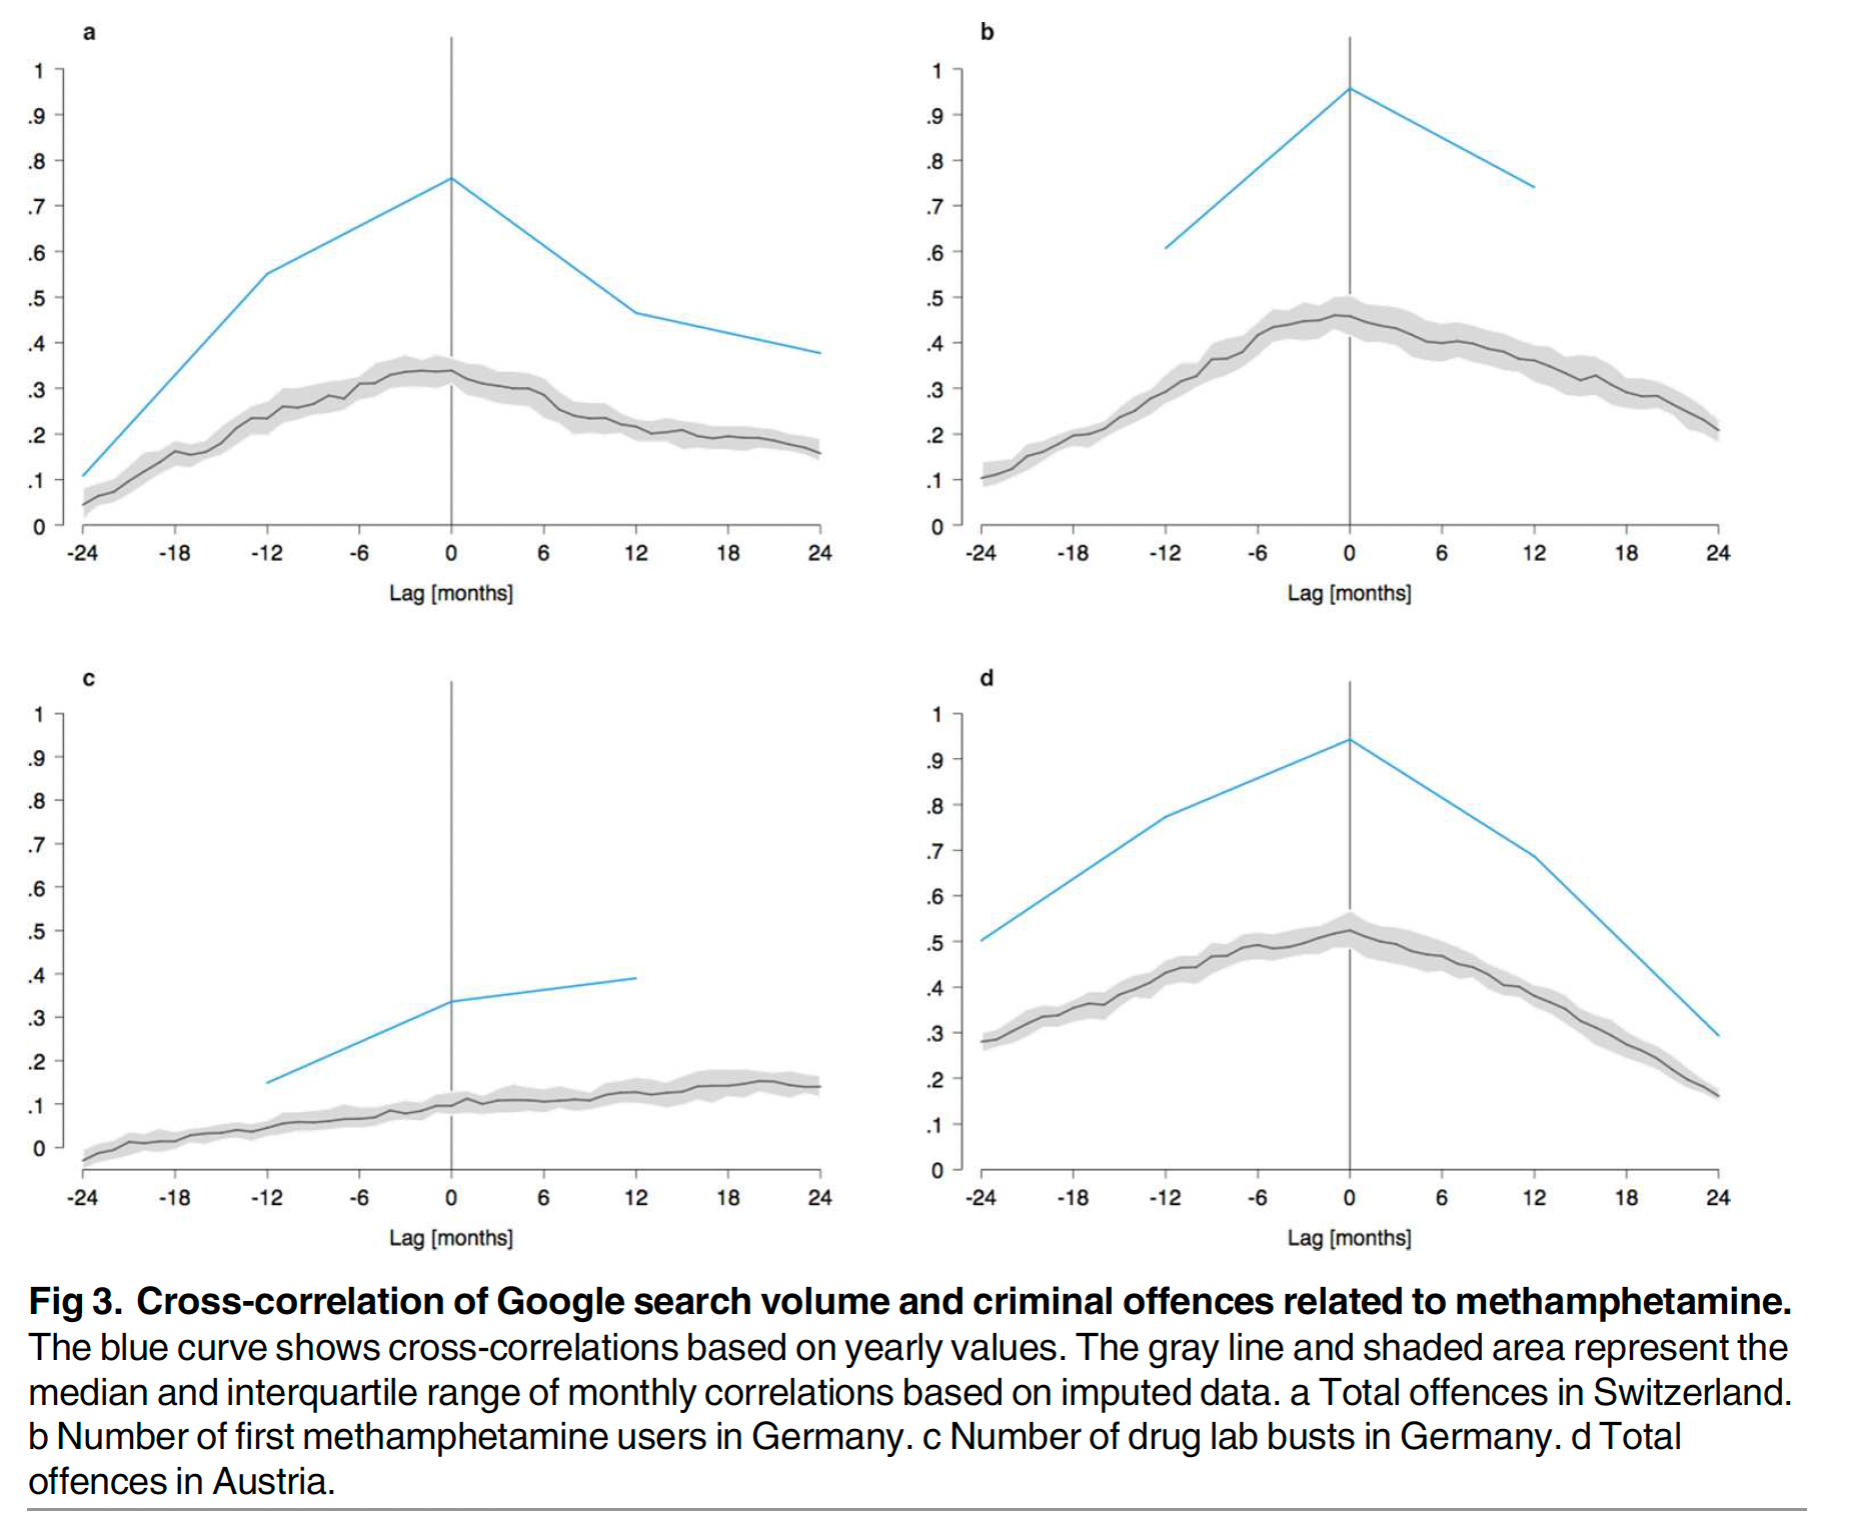 a
1
.9
.8
.7
.6
.5
.4
.3
.2
.1
0
-24 -18 -12 -6 0 6 12 18 24
Lag [months]
b
1
.9
.8
.7
.6
.5
.4
.3
.2
.1
0
-24 -18 -12 -6 0 6 12 18 24
Lag [months]
c
1
.9
.8
.7
.6
.5
.4
.3
.2
.1
0
-24 -18 -12 -6 0 6 12 18 24
Lag [months]
d
1
.9
.8
.7
.6
.5
.4
.3
.2
.1
0
-24 -18 -12 -6 0 6 12 18 24
Lag [months]
Fig 3. Cross-correlation of Google search volume and criminal offences related to methamphetamine.
The blue curve shows cross-correlations based on yearly values. The gray line and shaded area represent the
median and interquartile range of monthly correlations based on imputed data. a Total offences in Switzerland.
b Number of first methamphetamine users in Germany. c Number of drug lab busts in Germany. d Total
offences in Austria.